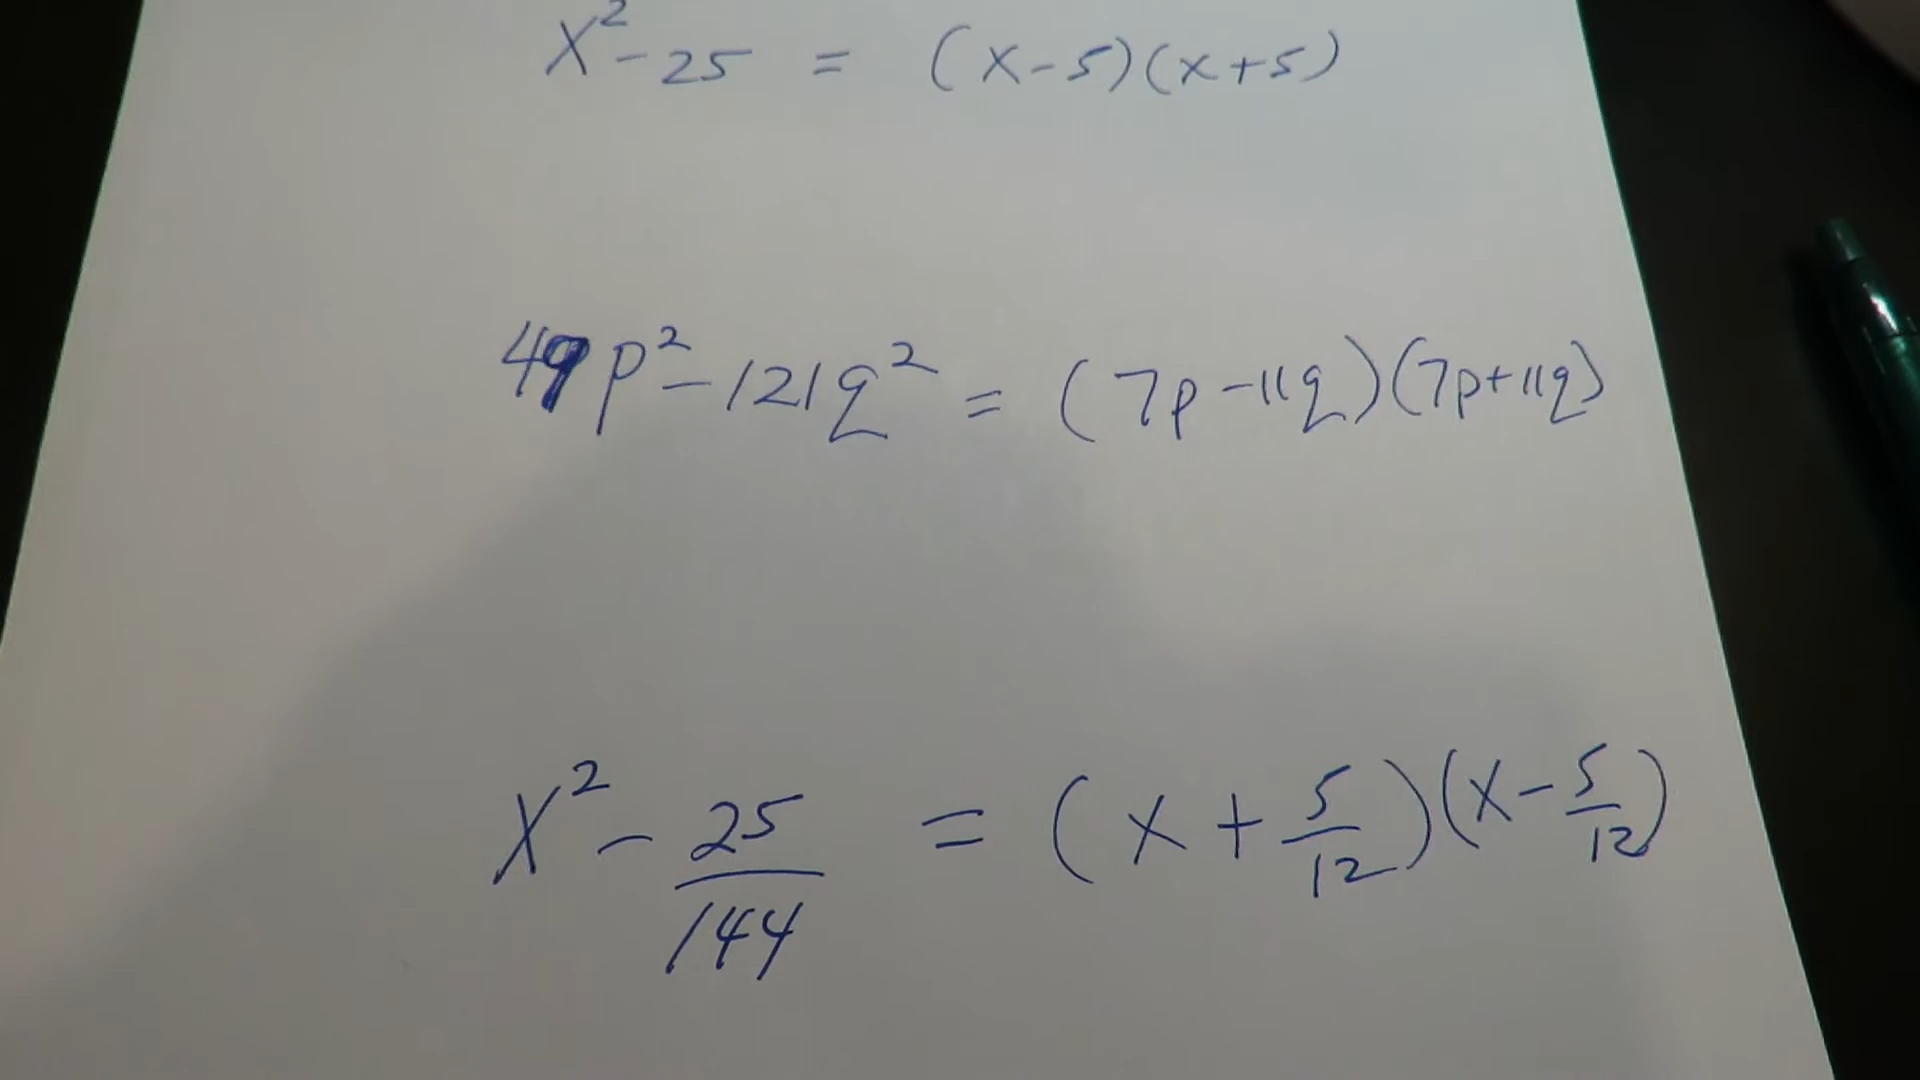 x² - 25 = (x-5)(x+5)
49p² - 121q² = (7p-11q)(7p+11q)
x² - 25/144 = (x + 5/12)(x - 5/12)